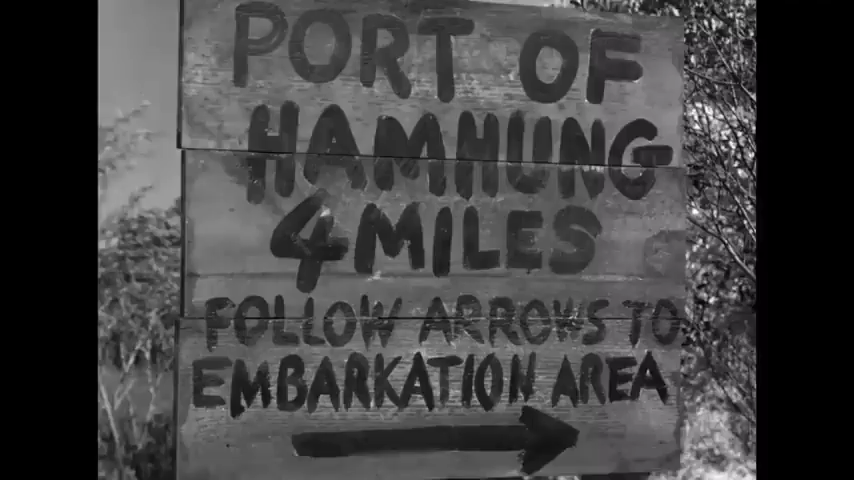 PORT OF
HAMHUNG
4 MILES
FOLLOW ARROWS TO
EMBARKATION AREA